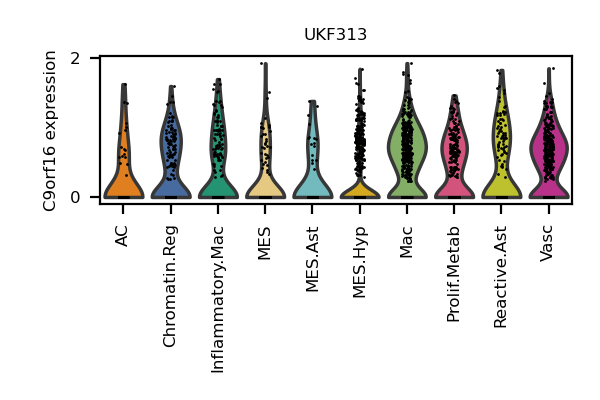 UKF313
C9orf16 expression
2
0
AC
Chromatin.Reg
Inflammatory.Mac
MES
MES.Ast
MES.Hyp
Mac
Prolif.Metab
Reactive.Ast
Vasc